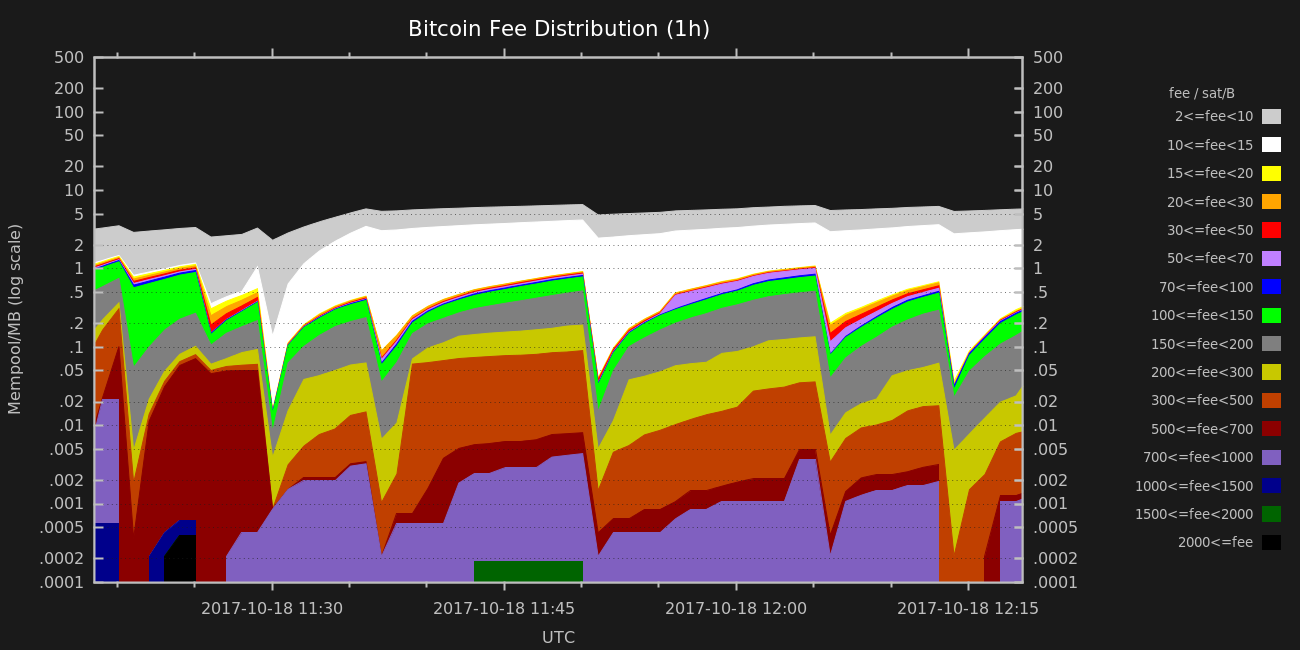 Bitcoin Fee Distribution (1h)
500 500
200 200
100 100
50 50
20 20
10 10
5 5
2 2
1 1
.5 .5
.2 .2
.1 .1
.05 .05
.02 .02
.01 .01
.005 .005
.002 .002
.001 .001
.0005 .0005
.0002 .0002
.0001 .0001
Mempool/MB (log scale)
2017-10-18 11:30 2017-10-18 11:45 2017-10-18 12:00 2017-10-18 12:15
UTC
fee / sat/B
2<=fee<10
10<=fee<15
15<=fee<20
20<=fee<30
30<=fee<50
50<=fee<70
70<=fee<100
100<=fee<150
150<=fee<200
200<=fee<300
300<=fee<500
500<=fee<700
700<=fee<1000
1000<=fee<1500
1500<=fee<2000
2000<=fee